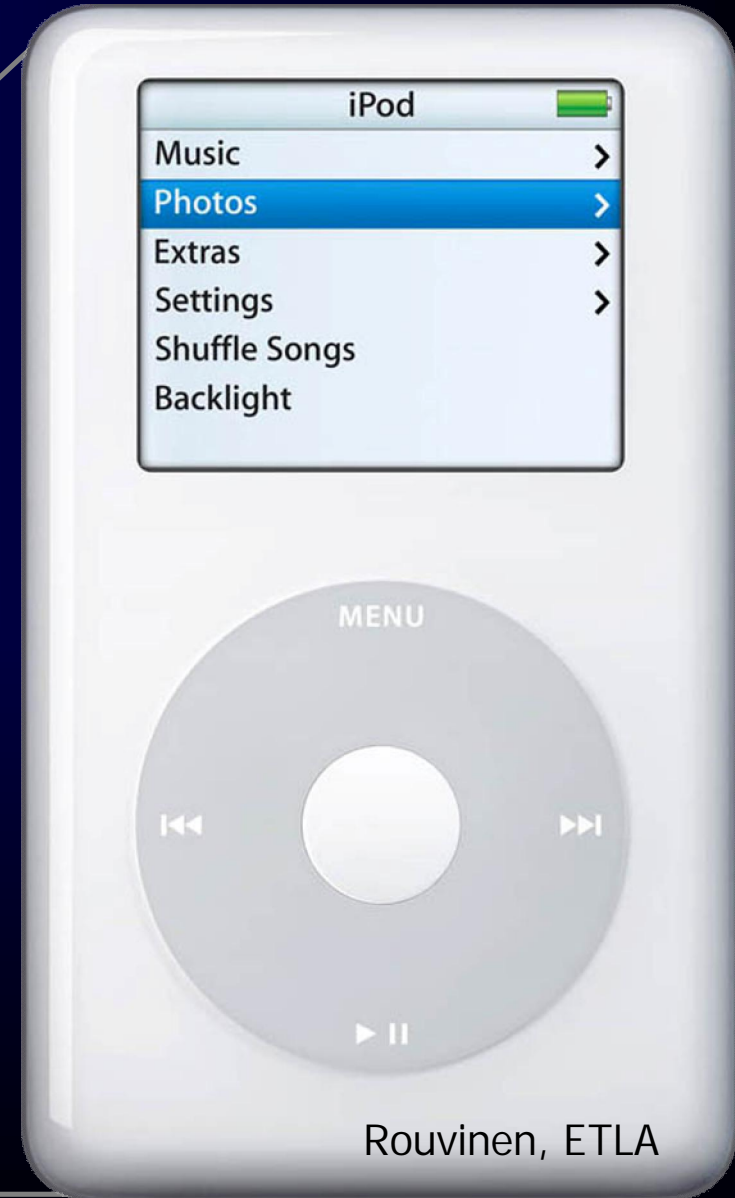 iPod
Music
Photos
Extras
Settings
Shuffle Songs
Backlight
MENU
Rouvinen, ETLA